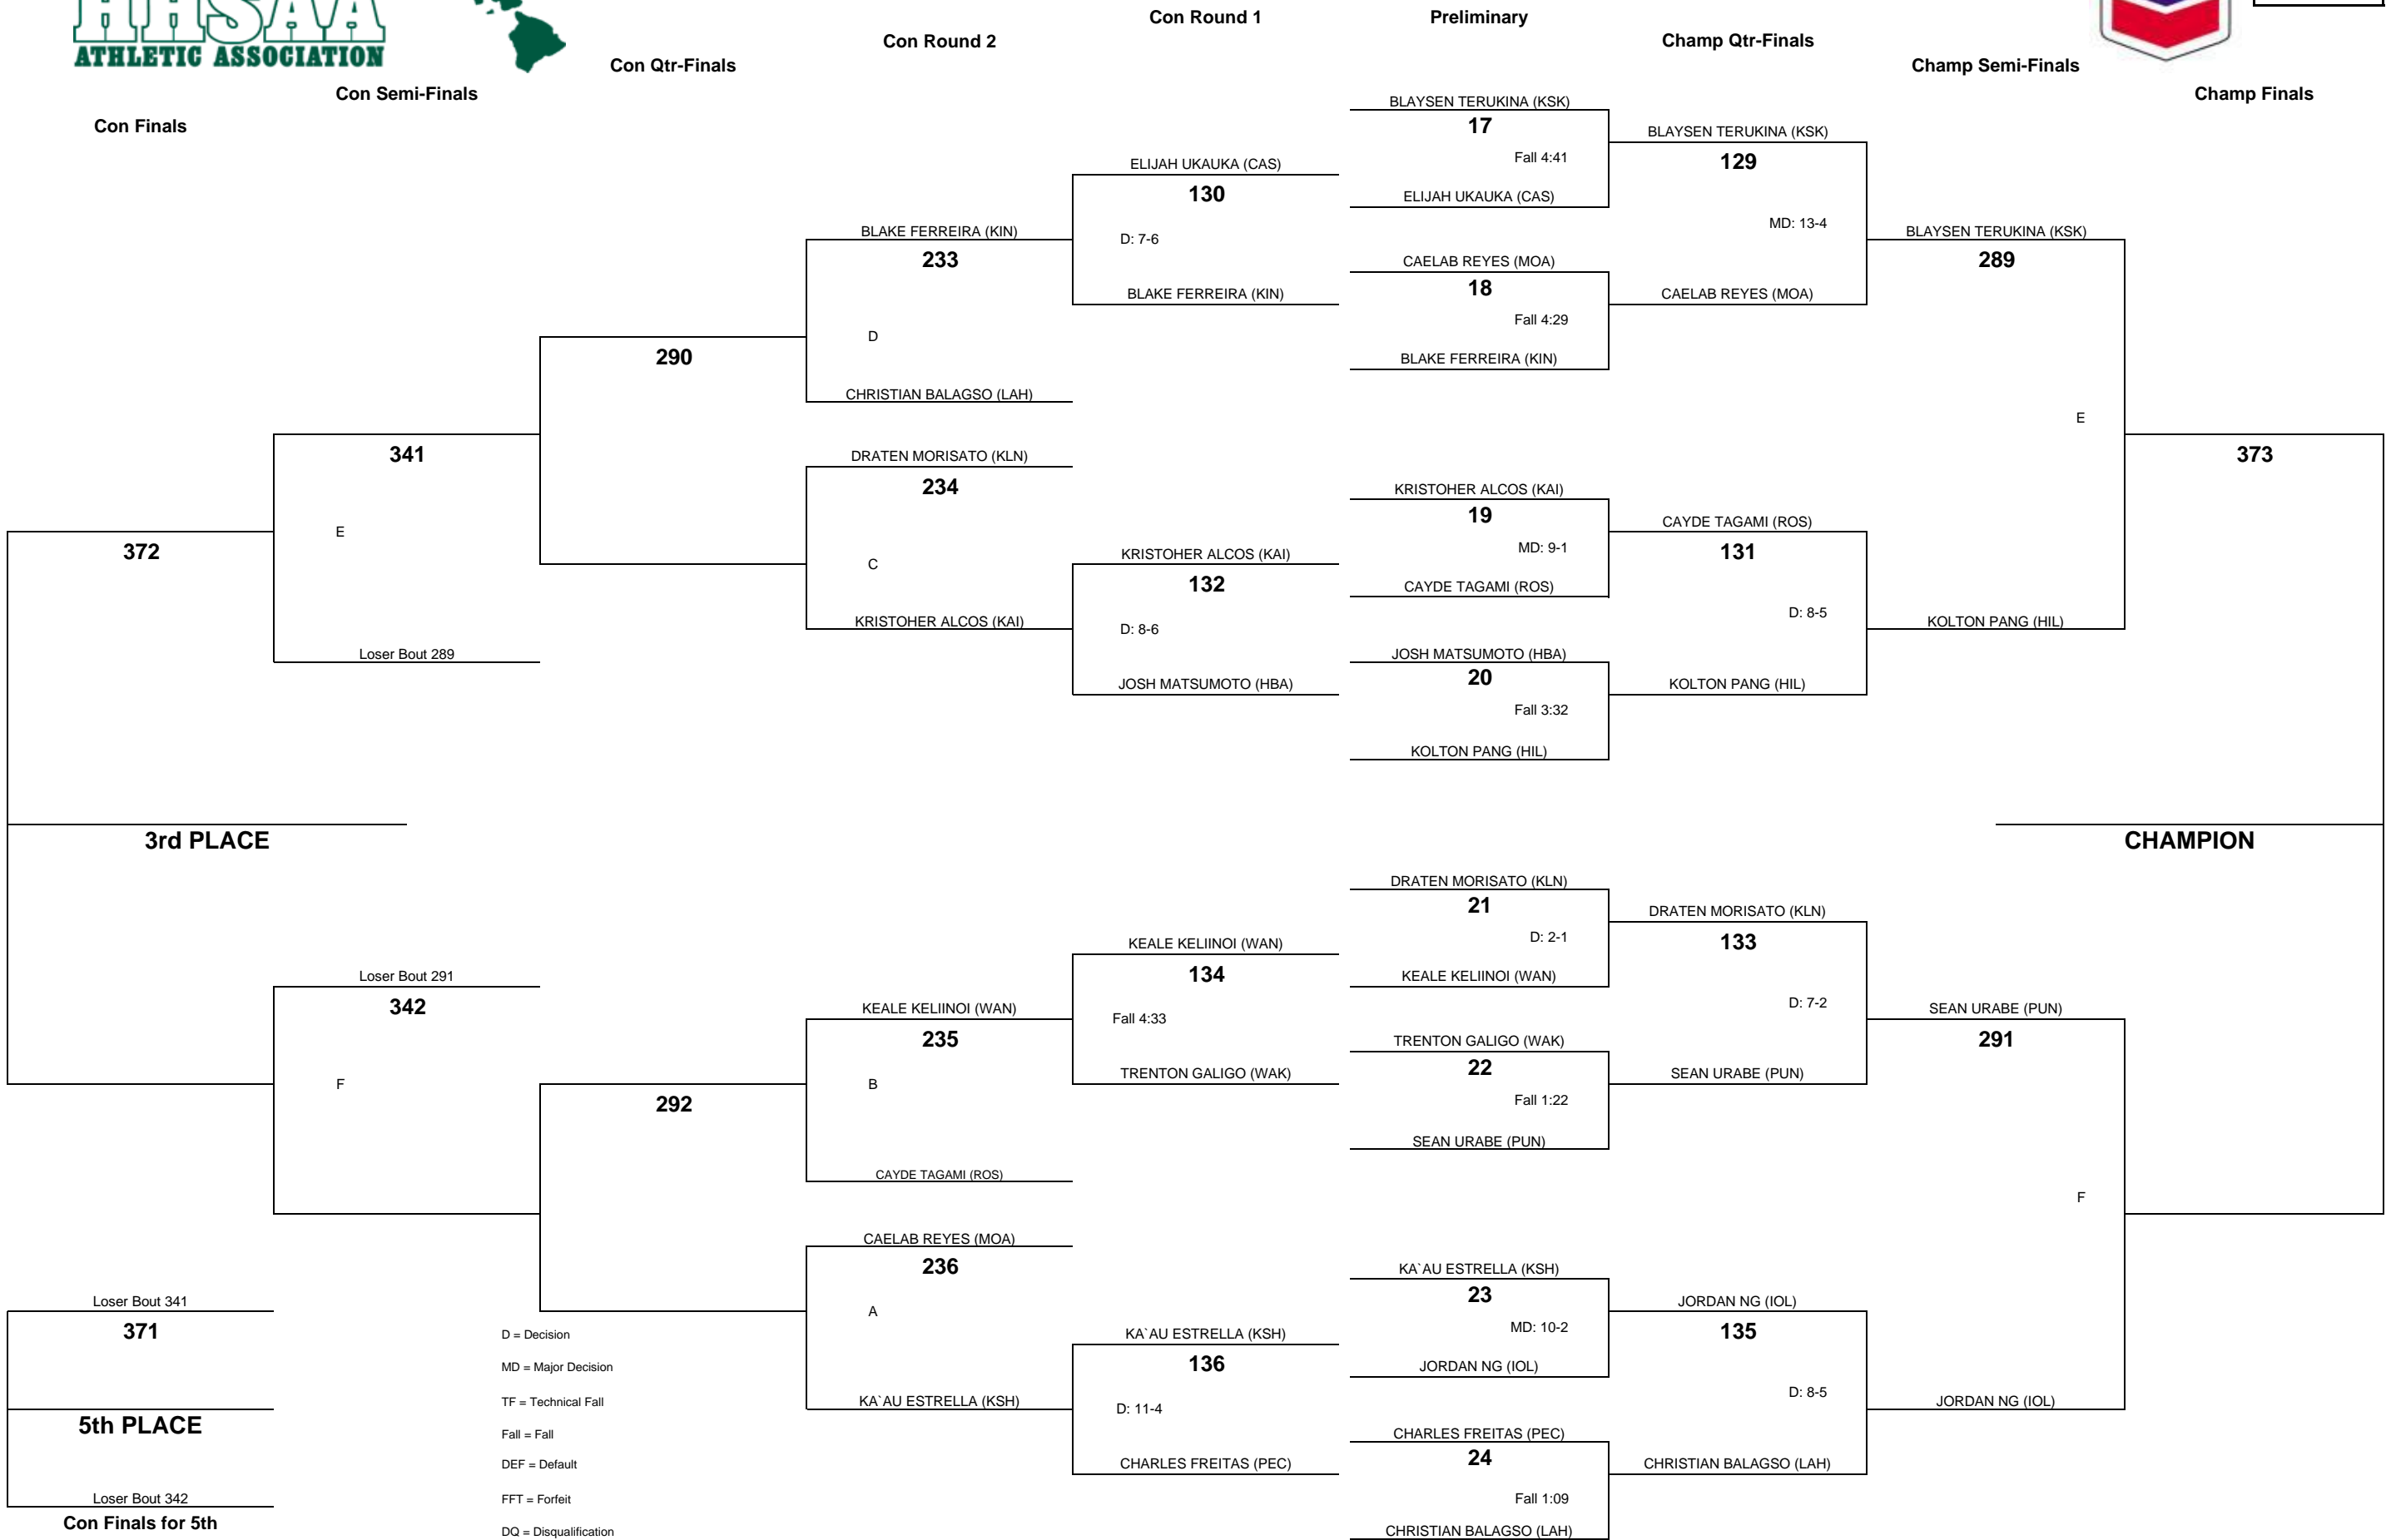 HHSAA
ATHLETIC ASSOCIATION
Con Round 1
Preliminary
Con Round 2
Champ Qtr-Finals
Con Qtr-Finals
Champ Semi-Finals
Con Semi-Finals
Champ Finals
Con Finals
BLAYSEN TERUKINA (KSK)
17
Fall 4:41
ELIJAH UKAUKA (CAS)
CAELAB REYES (MOA)
18
Fall 4:29
BLAKE FERREIRA (KIN)
KRISTOHER ALCOS (KAI)
19
MD: 9-1
CAYDE TAGAMI (ROS)
JOSH MATSUMOTO (HBA)
20
Fall 3:32
KOLTON PANG (HIL)
DRATEN MORISATO (KLN)
21
D: 2-1
KEALE KELIINOI (WAN)
TRENTON GALIGO (WAK)
22
Fall 1:22
SEAN URABE (PUN)
KA`AU ESTRELLA (KSH)
23
MD: 10-2
JORDAN NG (IOL)
CHARLES FREITAS (PEC)
24
Fall 1:09
CHRISTIAN BALAGSO (LAH)
BLAYSEN TERUKINA (KSK)
129
MD: 13-4
CAELAB REYES (MOA)
CAYDE TAGAMI (ROS)
131
D: 8-5
KOLTON PANG (HIL)
DRATEN MORISATO (KLN)
133
D: 7-2
SEAN URABE (PUN)
JORDAN NG (IOL)
135
D: 8-5
CHRISTIAN BALAGSO (LAH)
BLAYSEN TERUKINA (KSK)
289
E
KOLTON PANG (HIL)
SEAN URABE (PUN)
291
F
JORDAN NG (IOL)
373
CHAMPION
ELIJAH UKAUKA (CAS)
130
D: 7-6
BLAKE FERREIRA (KIN)
KRISTOHER ALCOS (KAI)
132
D: 8-6
JOSH MATSUMOTO (HBA)
KEALE KELIINOI (WAN)
134
Fall 4:33
TRENTON GALIGO (WAK)
KA`AU ESTRELLA (KSH)
136
D: 11-4
CHARLES FREITAS (PEC)
BLAKE FERREIRA (KIN)
233
D
CHRISTIAN BALAGSO (LAH)
DRATEN MORISATO (KLN)
234
C
KRISTOHER ALCOS (KAI)
KEALE KELIINOI (WAN)
235
B
CAYDE TAGAMI (ROS)
CAELAB REYES (MOA)
236
A
KA`AU ESTRELLA (KSH)
290
292
341
E
Loser Bout 289
Loser Bout 291
342
F
372
3rd PLACE
Loser Bout 341
371
5th PLACE
Loser Bout 342
Con Finals for 5th
D = Decision
MD = Major Decision
TF = Technical Fall
Fall = Fall
DEF = Default
FFT = Forfeit
DQ = Disqualification